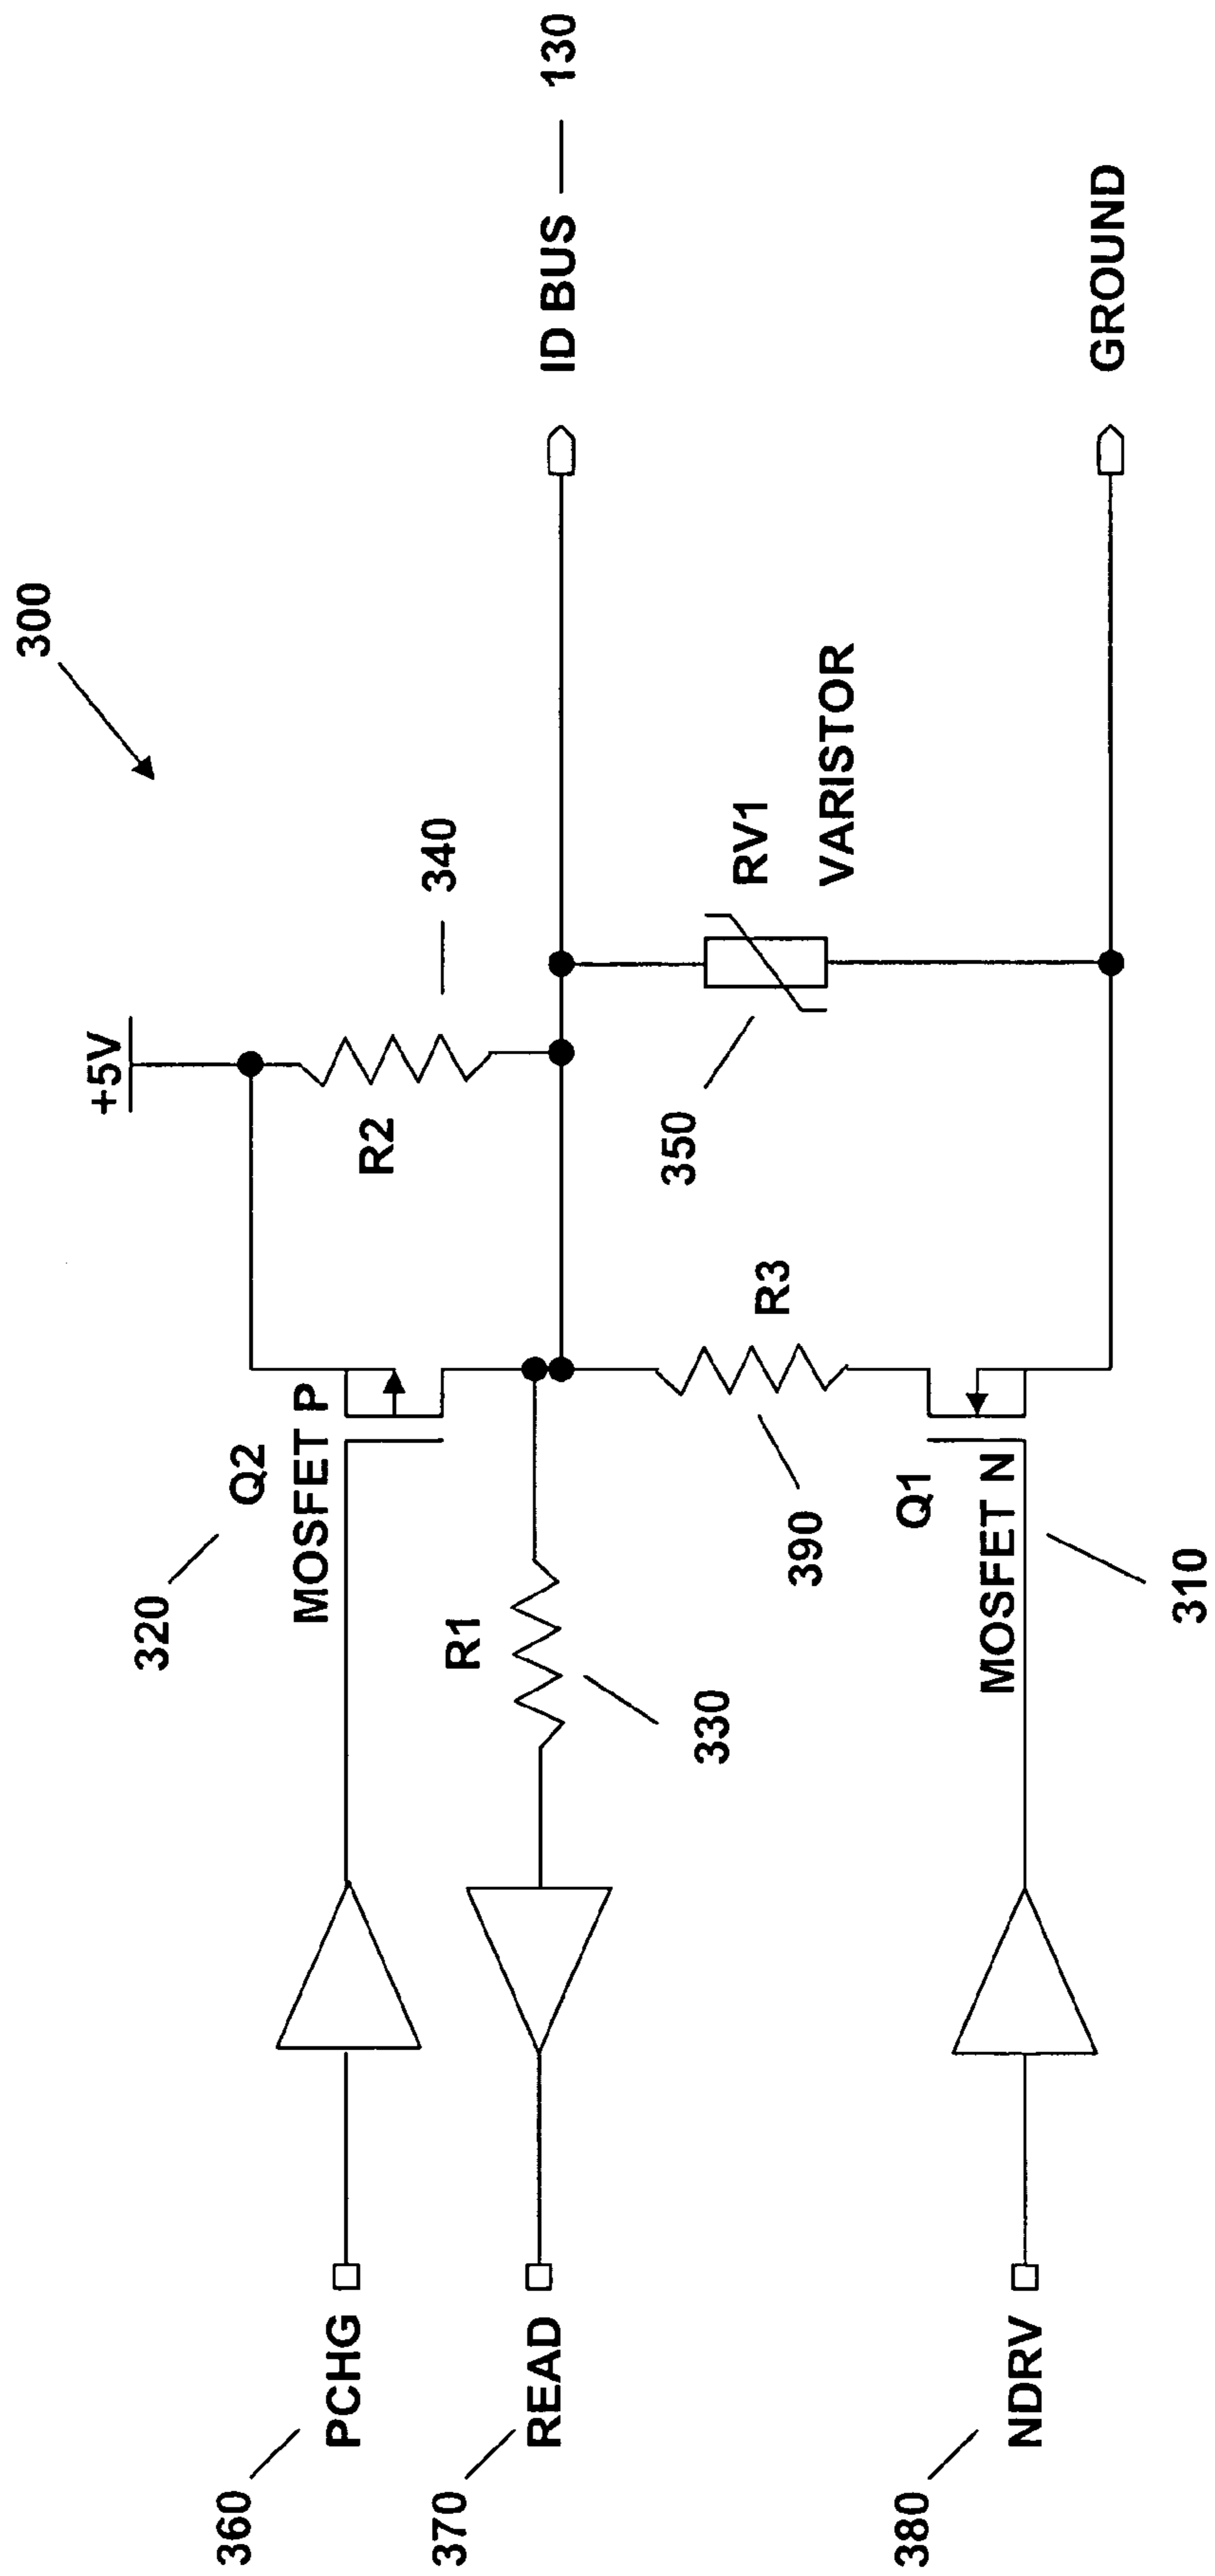 300
+5V
320
Q2
MOSFET P
R2
340
360
PCHG
R1
330
370
READ
ID BUS
130
R3
390
350
RV1
VARISTOR
Q1
MOSFET N
310
380
NDRV
GROUND